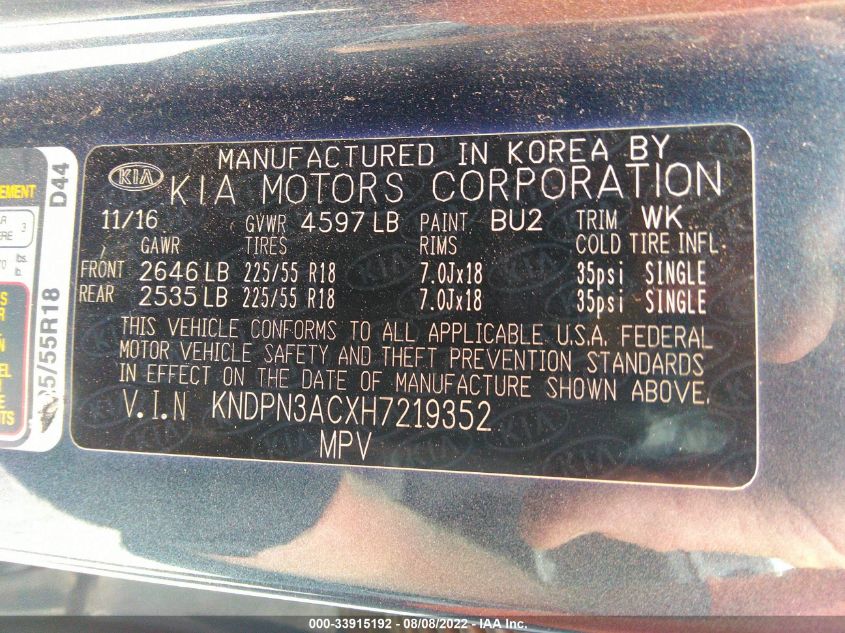 MANUFACTURED IN KOREA BY
KIA KIA MOTORS CORPORATION
11/16 GVWR 4597 LB PAINT BU2 TRIM WK
GAWR TIRES RIMS COLD TIRE INFL.
FRONT 2646 LB 225/55 R18 7.0Jx18 35psi SINGLE
REAR 2535 LB 225/55 R18 7.0Jx18 35psi SINGLE
THIS VEHICLE CONFORMS TO ALL APPLICABLE U.S.A. FEDERAL
MOTOR VEHICLE SAFETY AND THEFT PREVENTION STANDARDS
IN EFFECT ON THE DATE OF MANUFACTURE SHOWN ABOVE.
V.I.N KNDPN3ACXH7219352
MPV
D44
5/55R18
3
lbs.
000-33915192 - 08/08/2022 - IAA Inc.